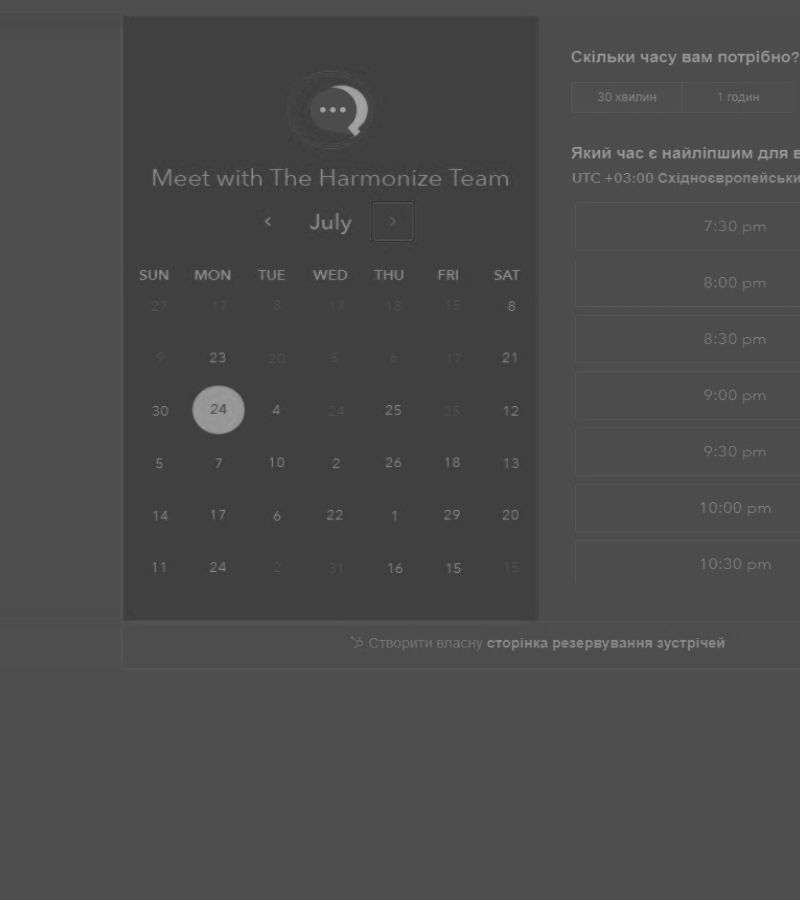 Meet with The Harmonize Team
July
SUN MON TUE WED THU FRI SAT
27 17 8 17 18 15 8
9 23 20 5 6 17 21
30 24 4 24 25 25 12
5 7 10 2 26 18 13
14 17 6 22 1 29 20
11 24 2 31 16 15 15
Скільки часу вам потрібно?
30 хвилин 1 годин
Який час є найліпшим для
UTC +03:00 Східноєвропейськи
7:30 pm
8:00 pm
8:30 pm
9:00 pm
9:30 pm
10:00 pm
10:30 pm
Створити власну сторінка резервування зустрічей